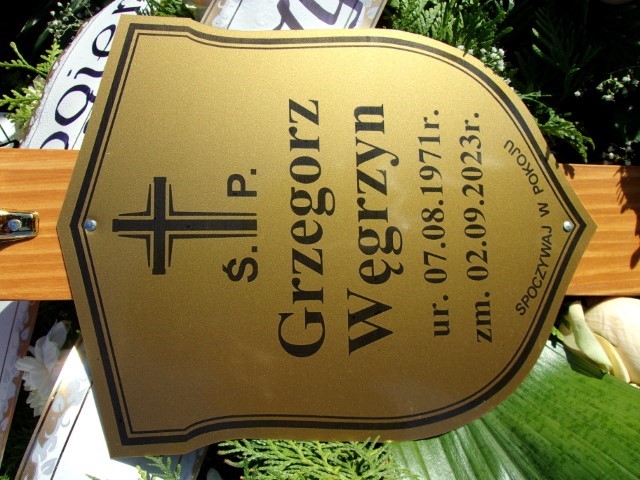 Ś. P.
Grzegorz
Węgrzyn
ur. 07.08.1971r.
zm. 02.09.2023r.
SPOCZYWAJ W POKOJU